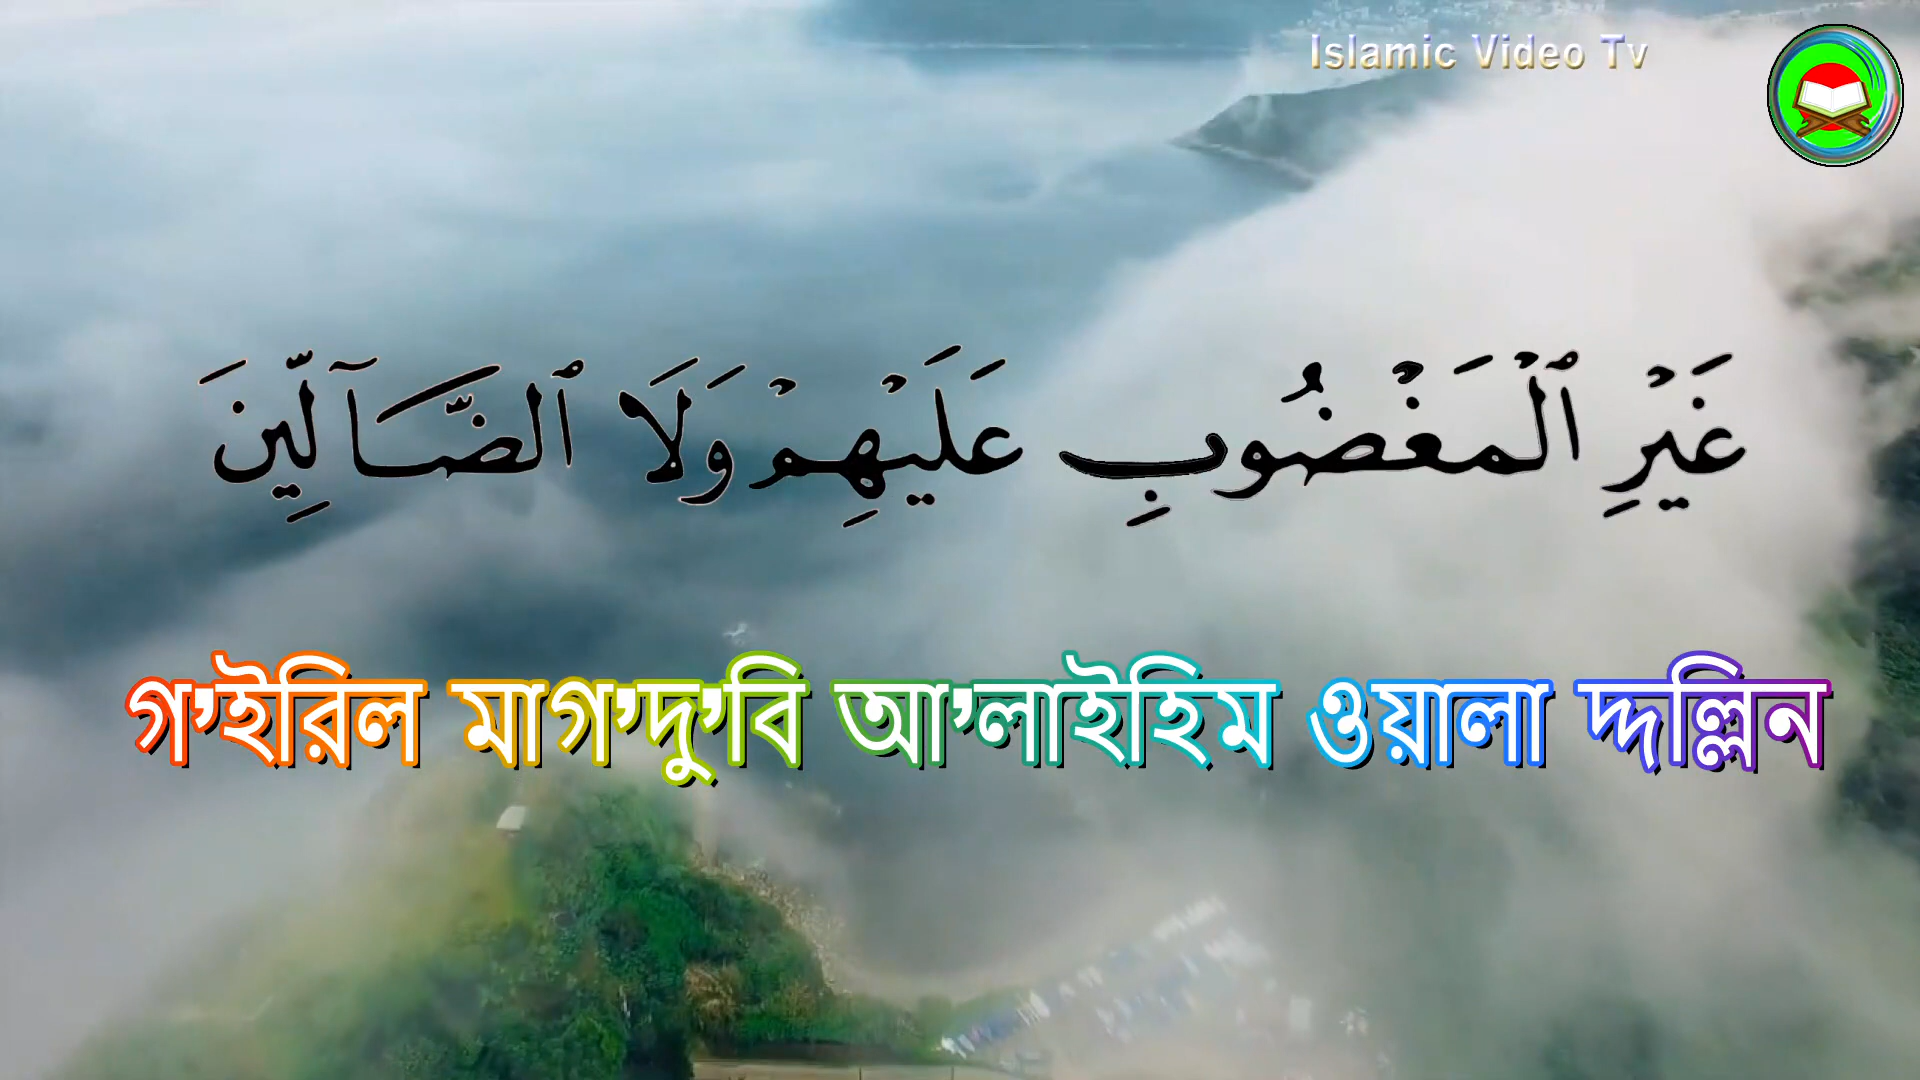 Islamic Video Tv
غَيْرِ ٱلْمَغْضُوبِ عَلَيْهِمْ وَلَا ٱلضَّآلِّينَ
গ’ইরিল মাগ’দু’বি আ’লাইহিম ওয়ালা দ্দল্লিন